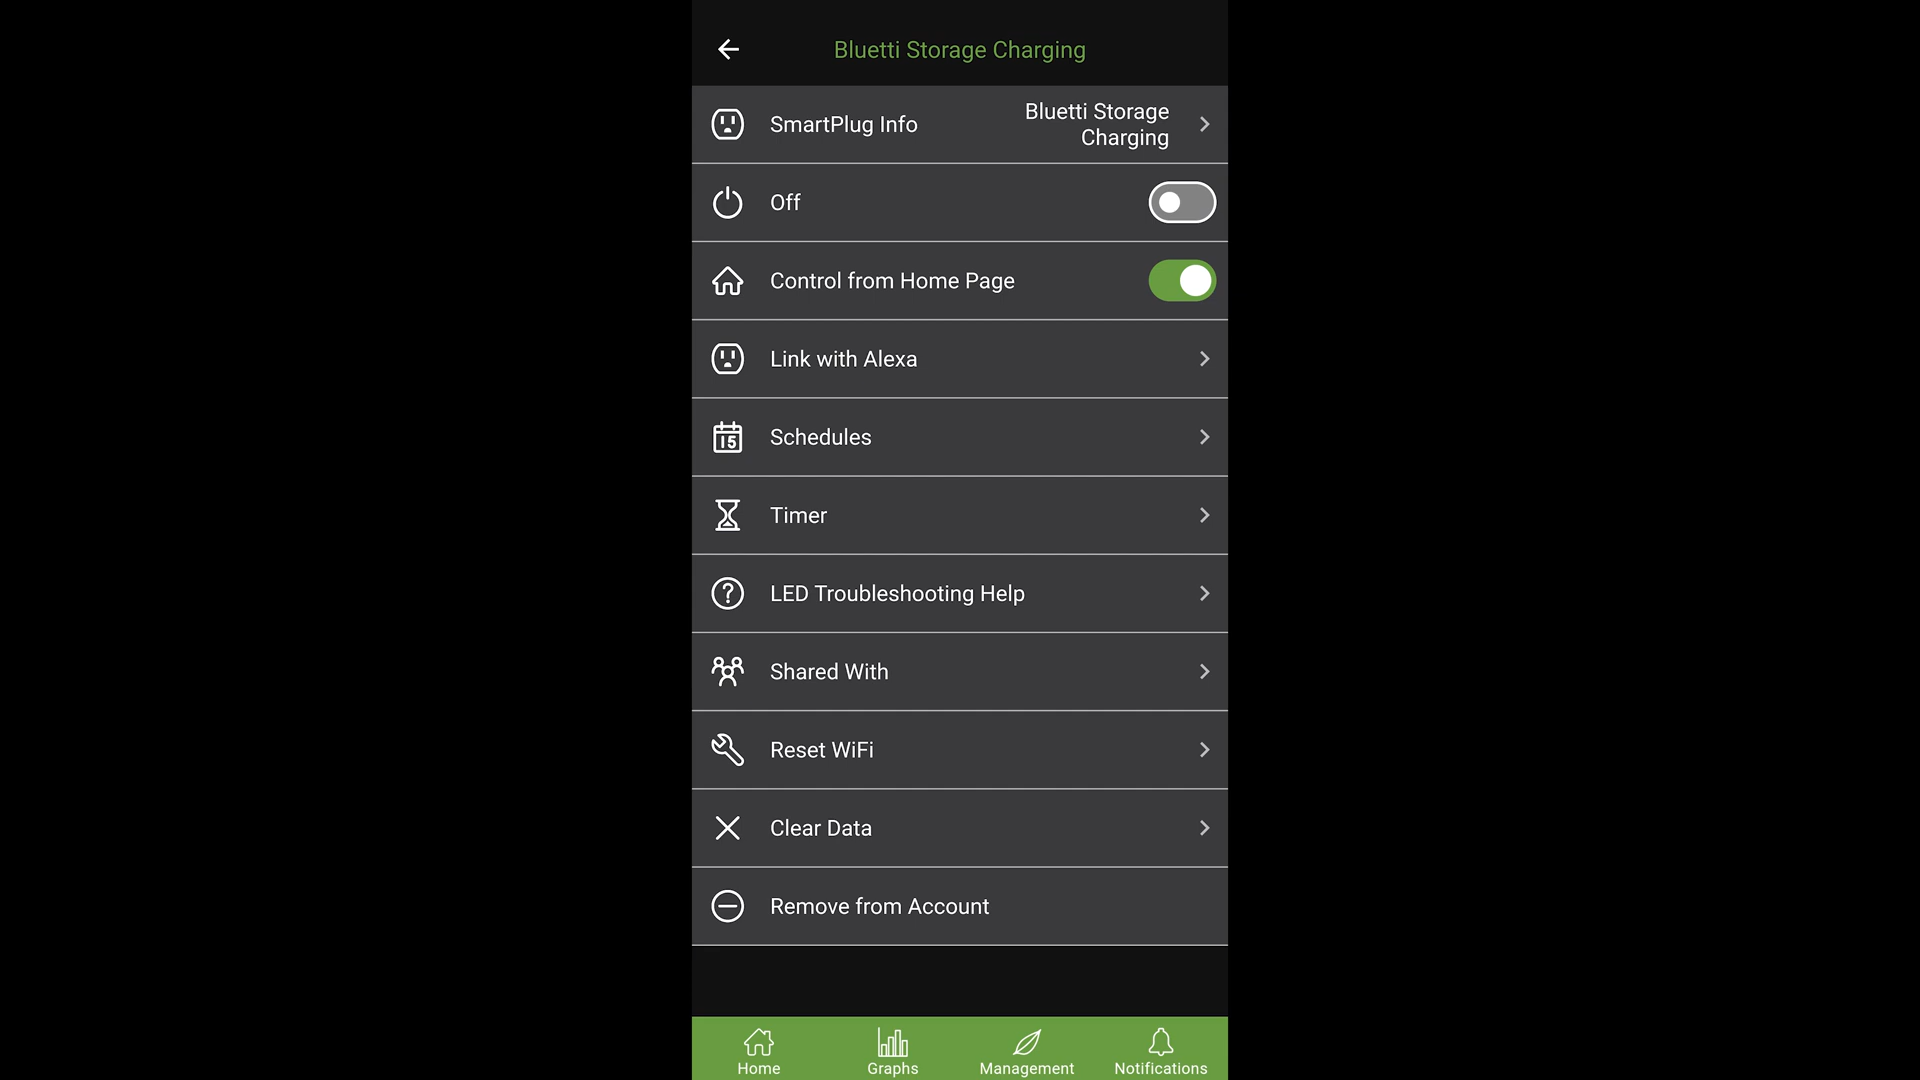 Bluetti Storage Charging
SmartPlug Info
Bluetti Storage
Charging
Off
Control from Home Page
Link with Alexa
15
Schedules
Timer
?
LED Troubleshooting Help
Shared With
Reset WiFi
Clear Data
Remove from Account
Home
Graphs
Management
Notifications